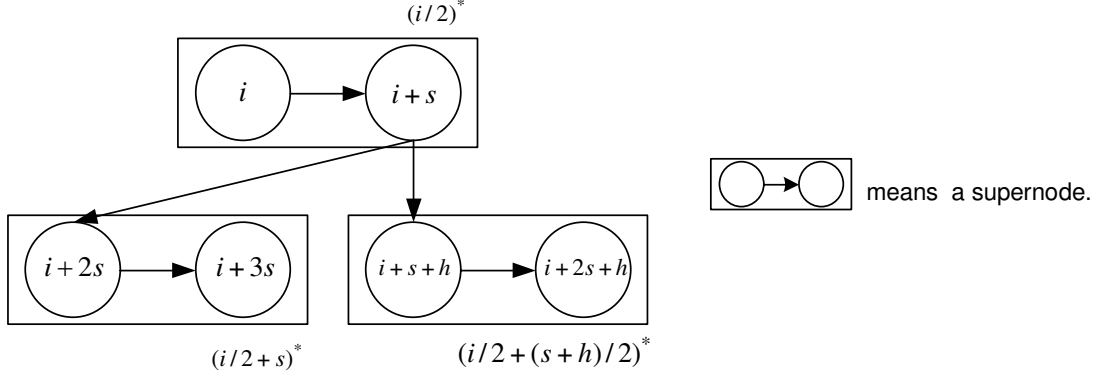 (i/2)*
i
i+s
means a supernode.
i+2s
i+3s
i+s+h
i+2s+h
(i/2+s)*
(i/2+(s+h)/2)*